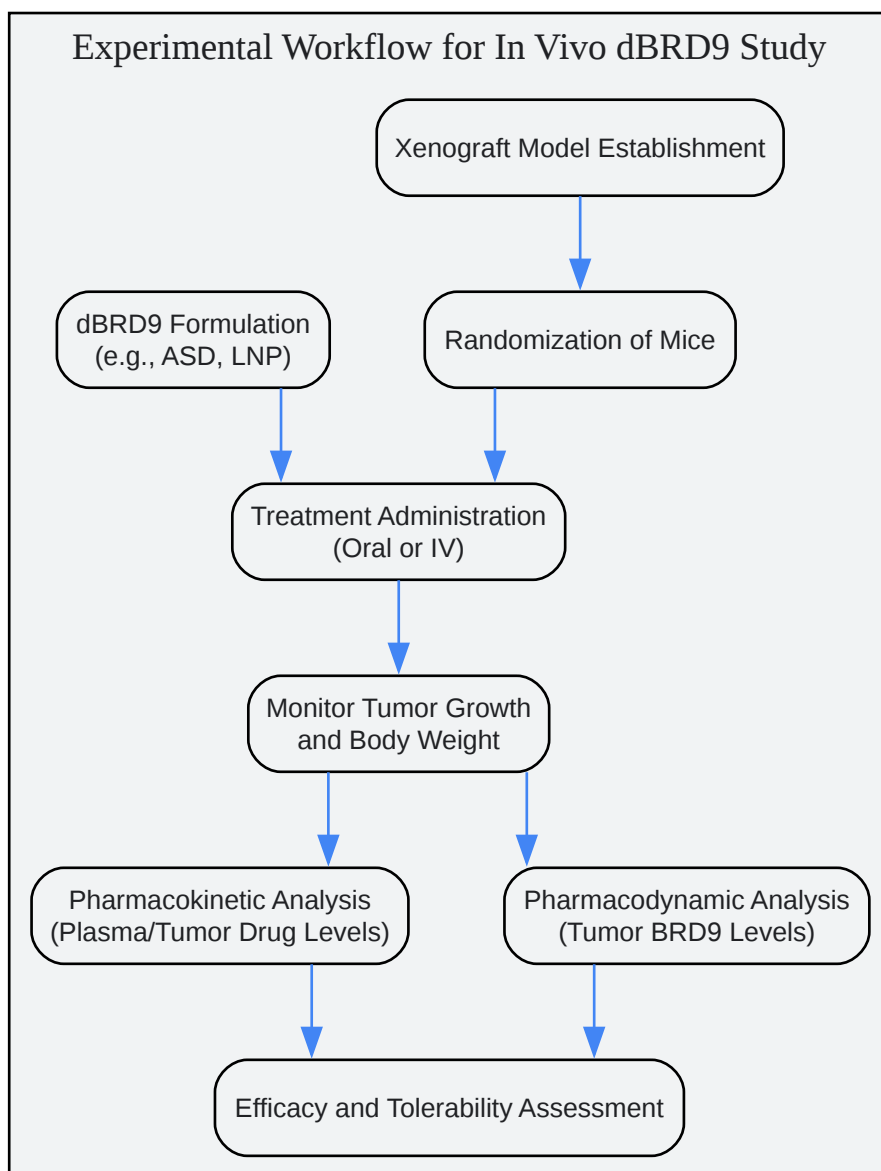 Experimental Workflow for In Vivo dBRD9 Study
Xenograft Model Establishment
dBRD9 Formulation
(e.g., ASD, LNP)
Randomization of Mice
Treatment Administration
(Oral or IV)
Monitor Tumor Growth
and Body Weight
Pharmacokinetic Analysis
(Plasma/Tumor Drug Levels)
Pharmacodynamic Analysis
(Tumor BRD9 Levels)
Efficacy and Tolerability Assessment